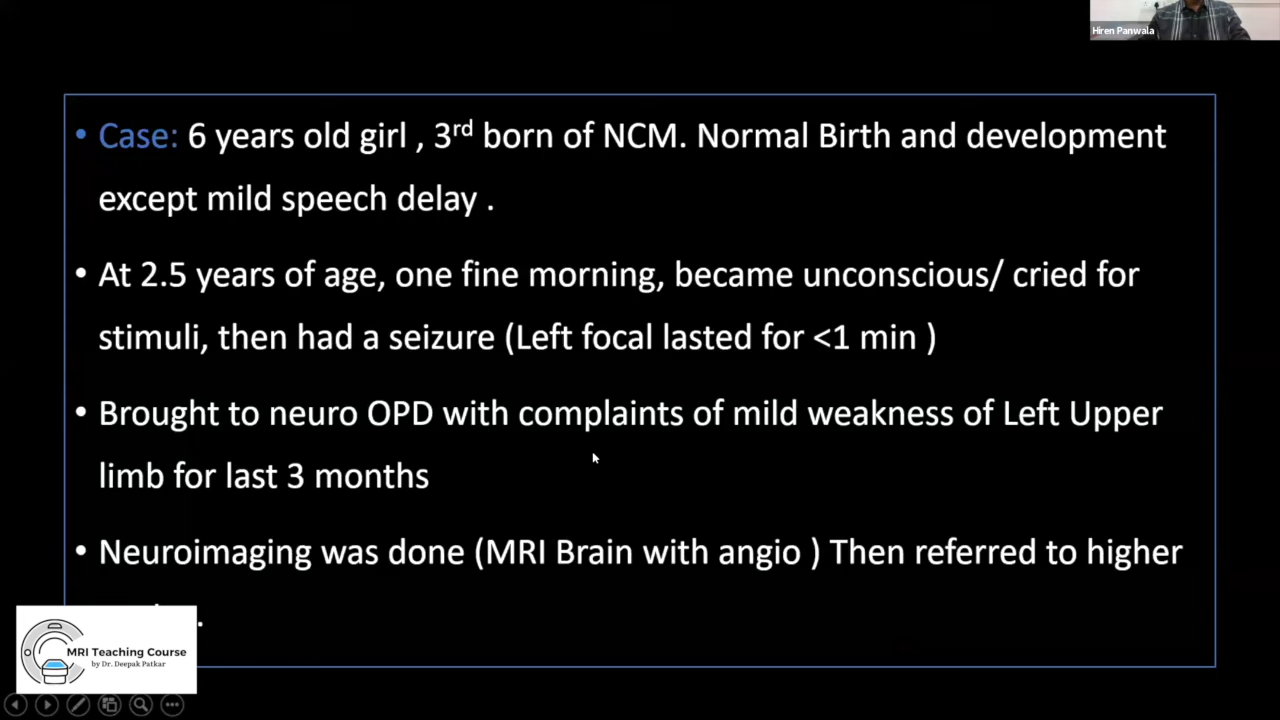 Hiren Panwala
• Case: 6 years old girl , 3rd born of NCM. Normal Birth and development
except mild speech delay .
• At 2.5 years of age, one fine morning, became unconscious/ cried for
stimuli, then had a seizure (Left focal lasted for <1 min )
• Brought to neuro OPD with complaints of mild weakness of Left Upper
limb for last 3 months
• Neuroimaging was done (MRI Brain with angio ) Then referred to higher
.
MRI Teaching Course
by Dr. Deepak Patkar